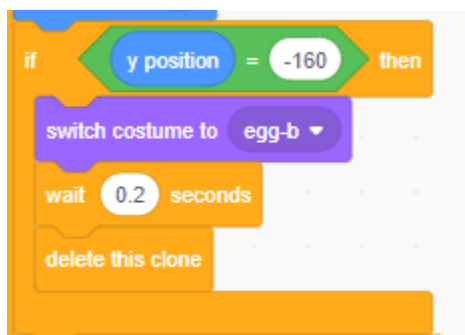 if y position = -160 then
switch costume to egg-b
wait 0.2 seconds
delete this clone